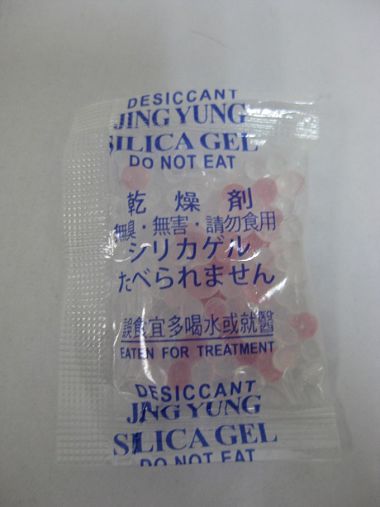 DESICCANT
JING YUNG
SILICA GEL
DO NOT EAT
乾燥剤
無臭・無害・請勿食用
シリカゲル
たべられません
誤食宜多喝水或就醫
EATEN FOR TREATMENT
DESICCANT
JING YUNG
SILICA GEL
DO NOT EAT